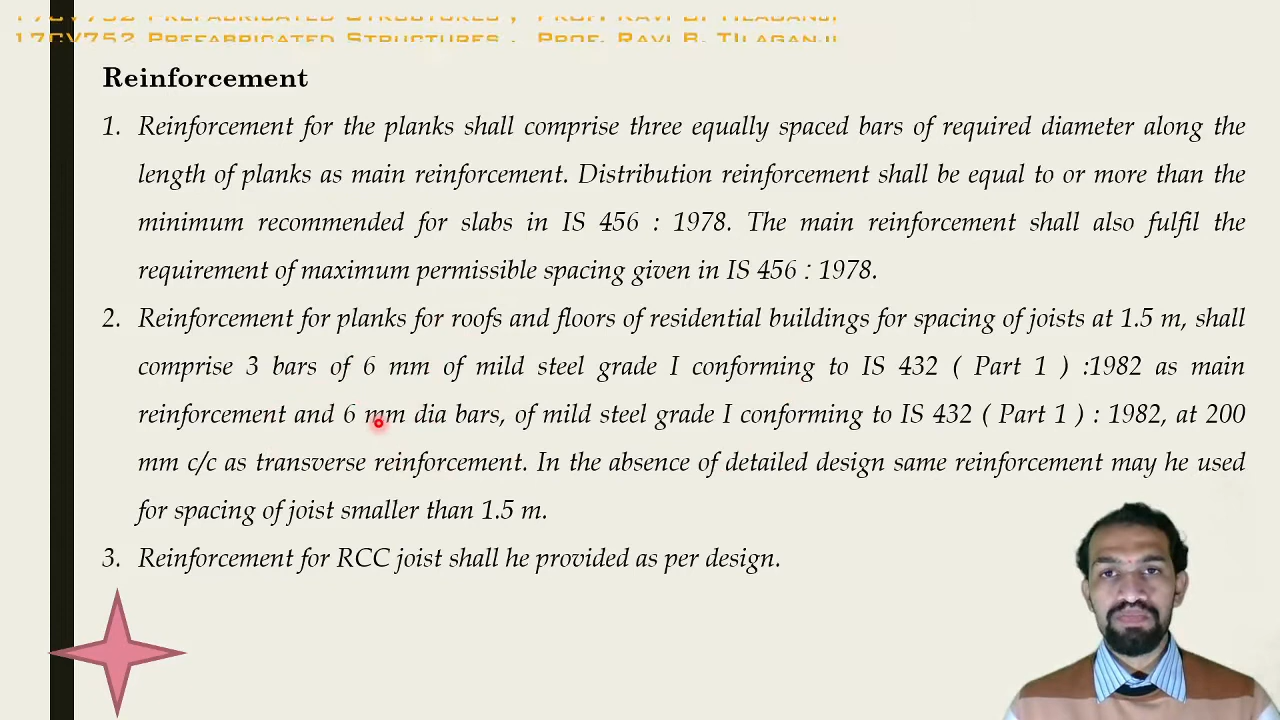 17CV752 Prefabricated Structures , Prof. Ravi B. Tilaganji
17CV752 Prefabricated Structures , Prof. Ravi B. Tilaganji
Reinforcement
1. Reinforcement for the planks shall comprise three equally spaced bars of required diameter along the
length of planks as main reinforcement. Distribution reinforcement shall be equal to or more than the
minimum recommended for slabs in IS 456 : 1978. The main reinforcement shall also fulfil the
requirement of maximum permissible spacing given in IS 456 : 1978.
2. Reinforcement for planks for roofs and floors of residential buildings for spacing of joists at 1.5 m, shall
comprise 3 bars of 6 mm of mild steel grade I conforming to IS 432 ( Part 1 ) :1982 as main
reinforcement and 6 mm dia bars, of mild steel grade I conforming to IS 432 ( Part 1 ) : 1982, at 200
mm c/c as transverse reinforcement. In the absence of detailed design same reinforcement may he used
for spacing of joist smaller than 1.5 m.
3. Reinforcement for RCC joist shall he provided as per design.